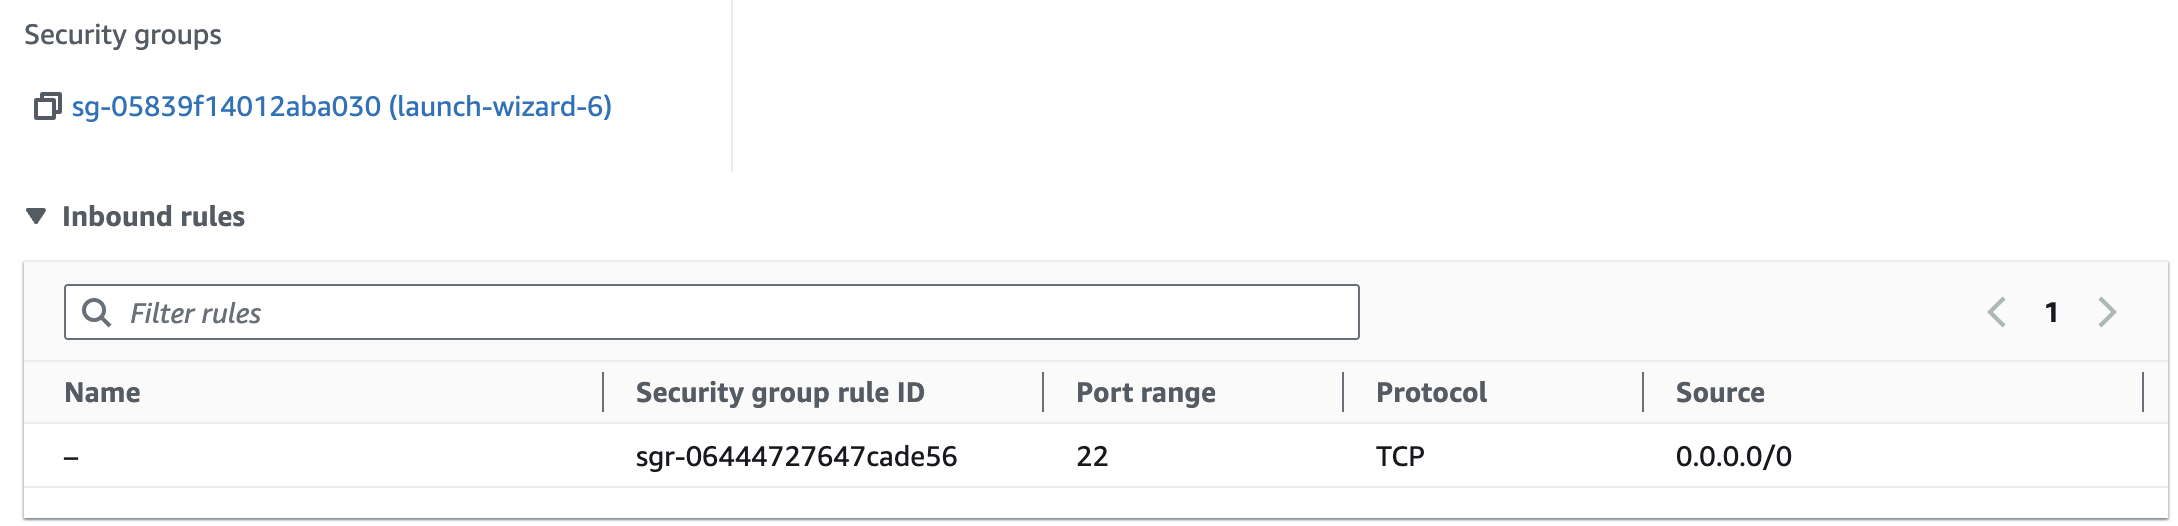 Security groups
sg-05839f14012aba030 (launch-wizard-6)
Inbound rules
Filter rules
1
Name Security group rule ID Port range Protocol Source
– sgr-06444727647cade56 22 TCP 0.0.0.0/0